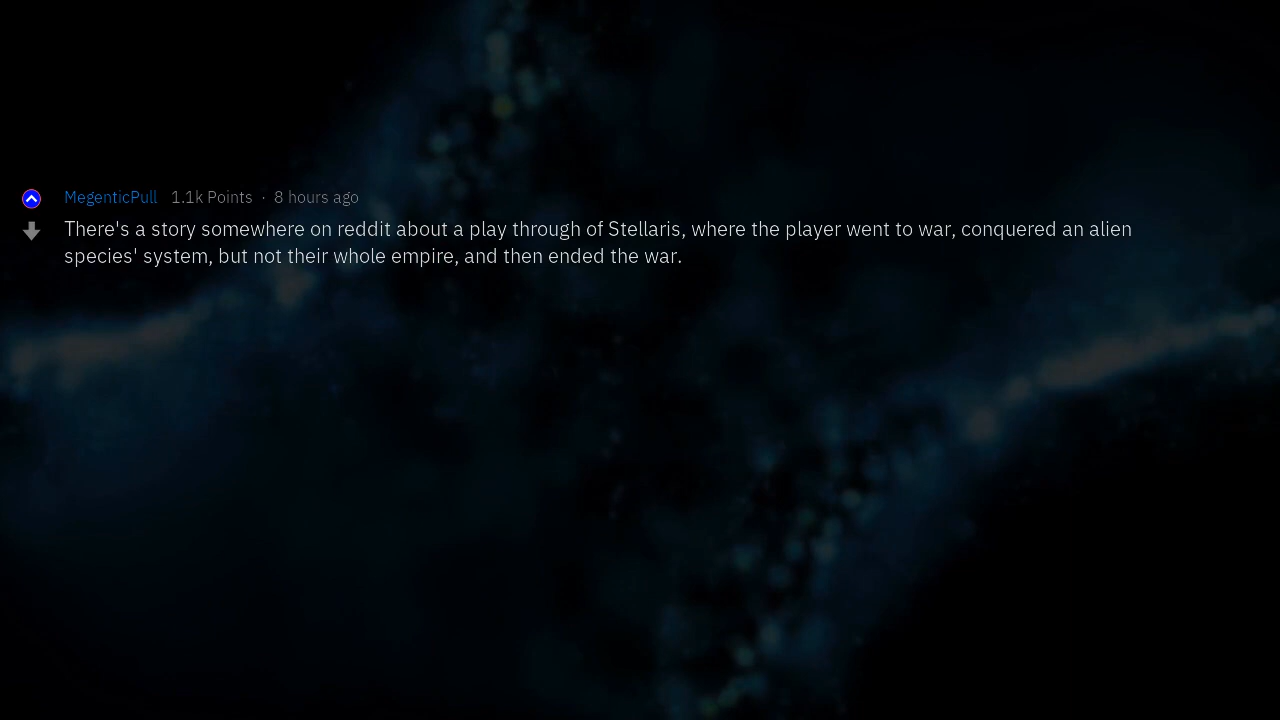 MegenticPull 1.1k Points · 8 hours ago
There's a story somewhere on reddit about a play through of Stellaris, where the player went to war, conquered an alien
species' system, but not their whole empire, and then ended the war.